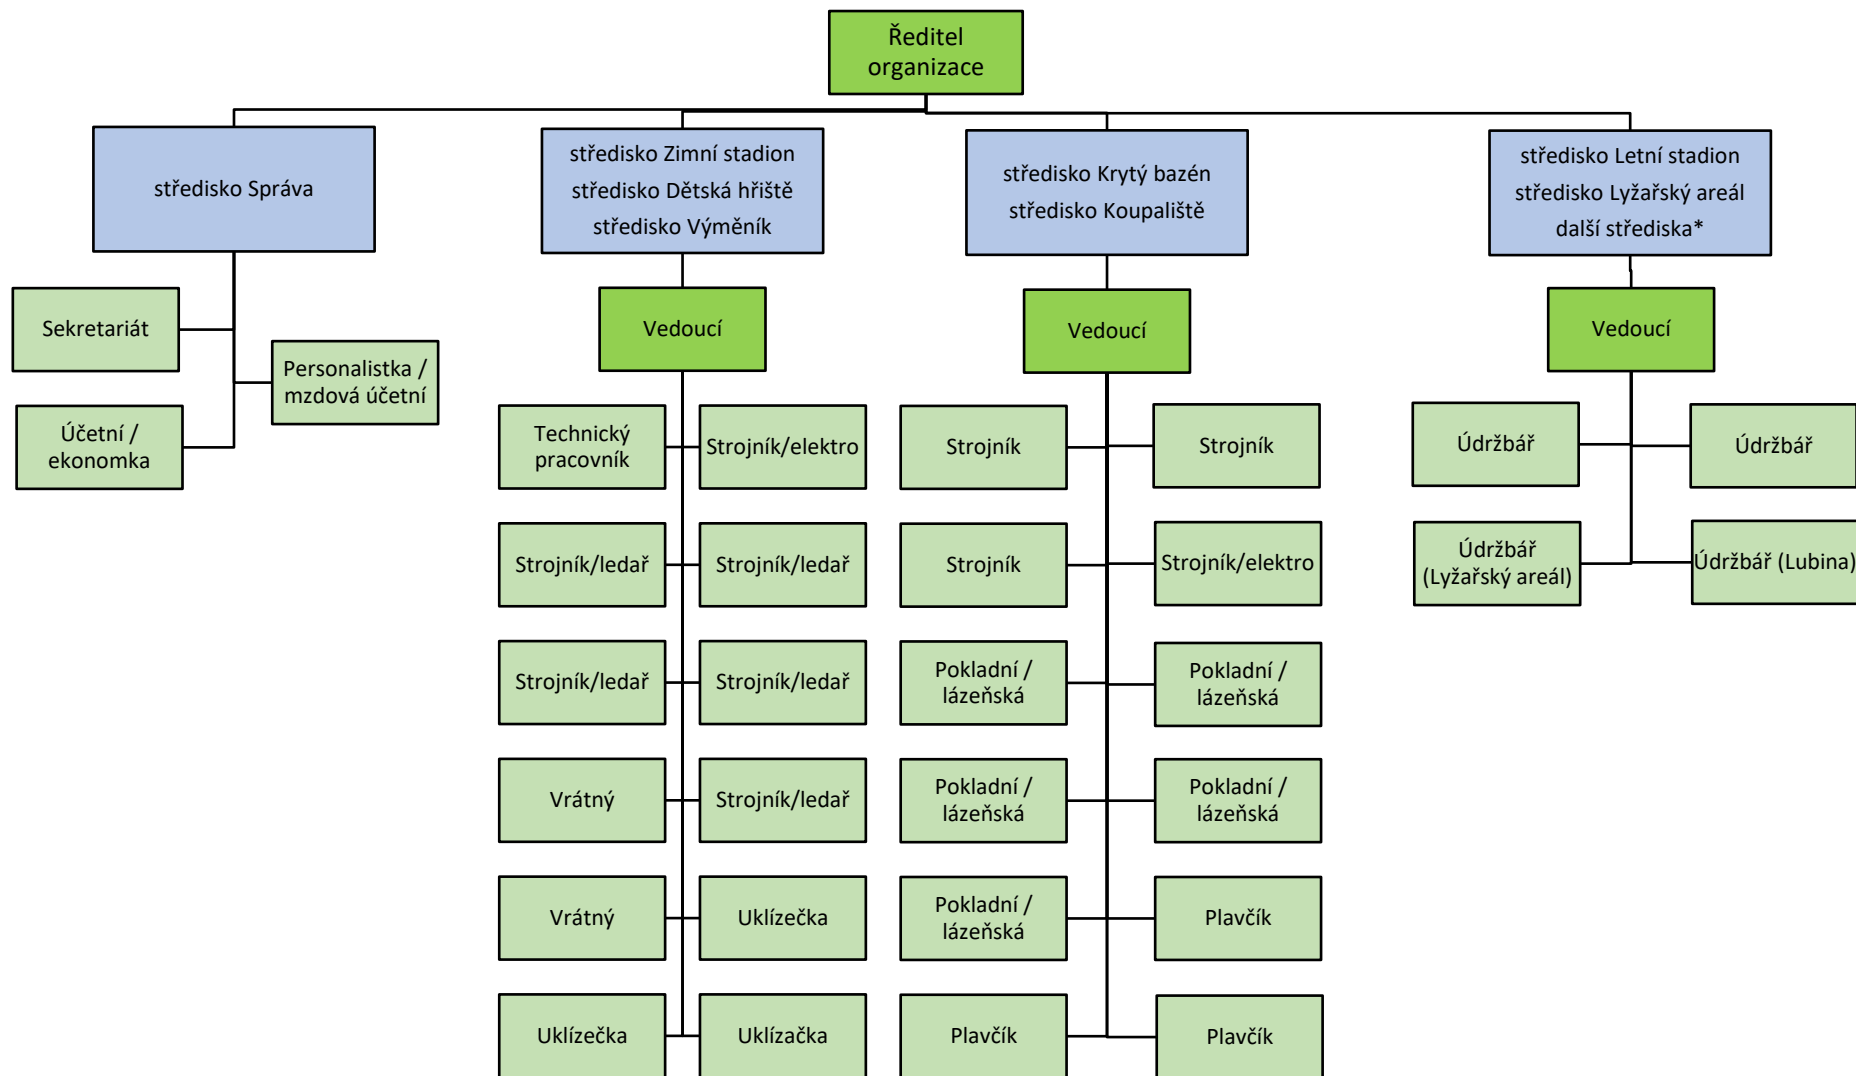 Ředitel
organizace
středisko Správa
středisko Zimní stadion
středisko Dětská hřiště
středisko Výměník
středisko Krytý bazén
středisko Koupaliště
středisko Letní stadion
středisko Lyžařský areál
další střediska*
Sekretariát
Personalistka /
mzdová účetní
Účetní /
ekonomka
Vedoucí
Technický
pracovník
Strojník/elektro
Strojník/ledař
Strojník/ledař
Strojník/ledař
Strojník/ledař
Vrátný
Strojník/ledař
Vrátný
Uklízečka
Uklízečka
Uklízačka
Vedoucí
Strojník
Strojník
Strojník
Strojník/elektro
Pokladní /
lázeňská
Pokladní /
lázeňská
Pokladní /
lázeňská
Pokladní /
lázeňská
Pokladní /
lázeňská
Plavčík
Plavčík
Plavčík
Vedoucí
Údržbář
Údržbář
Údržbář
(Lyžařský areál)
Údržbář (Lubina)